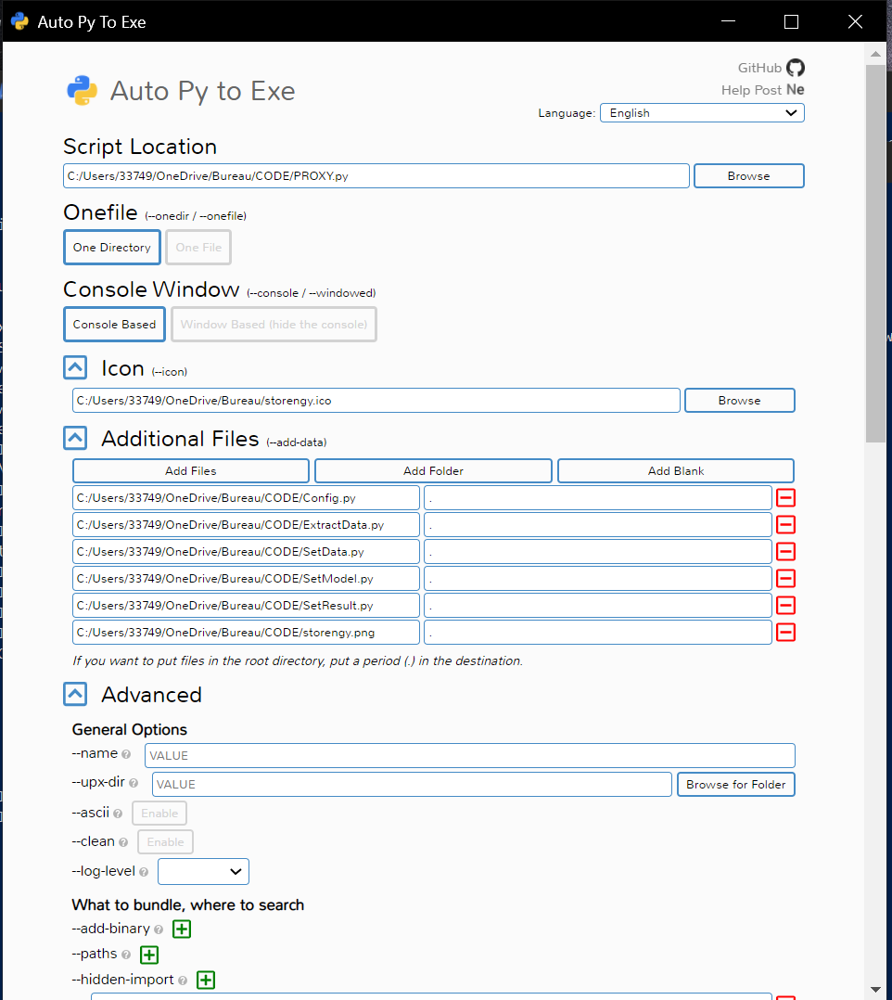 Auto Py To Exe
GitHub
Help Post Ne
Auto Py to Exe
Language: English
Script Location
C:/Users/33749/OneDrive/Bureau/CODE/PROXY.py Browse
Onefile (--onedir / --onefile)
One Directory One File
Console Window (--console / --windowed)
Console Based Window Based (hide the console)
Icon (--icon)
C:/Users/33749/OneDrive/Bureau/storengy.ico Browse
Additional Files (--add-data)
Add Files Add Folder Add Blank
C:/Users/33749/OneDrive/Bureau/CODE/Config.py .
C:/Users/33749/OneDrive/Bureau/CODE/ExtractData.py .
C:/Users/33749/OneDrive/Bureau/CODE/SetData.py .
C:/Users/33749/OneDrive/Bureau/CODE/SetModel.py .
C:/Users/33749/OneDrive/Bureau/CODE/SetResult.py .
C:/Users/33749/OneDrive/Bureau/CODE/storengy.png .
If you want to put files in the root directory, put a period (.) in the destination.
Advanced
General Options
--name ? VALUE
--upx-dir ? VALUE Browse for Folder
--ascii ? Enable
--clean ? Enable
--log-level ?
What to bundle, where to search
--add-binary ?
--paths ?
--hidden-import ?